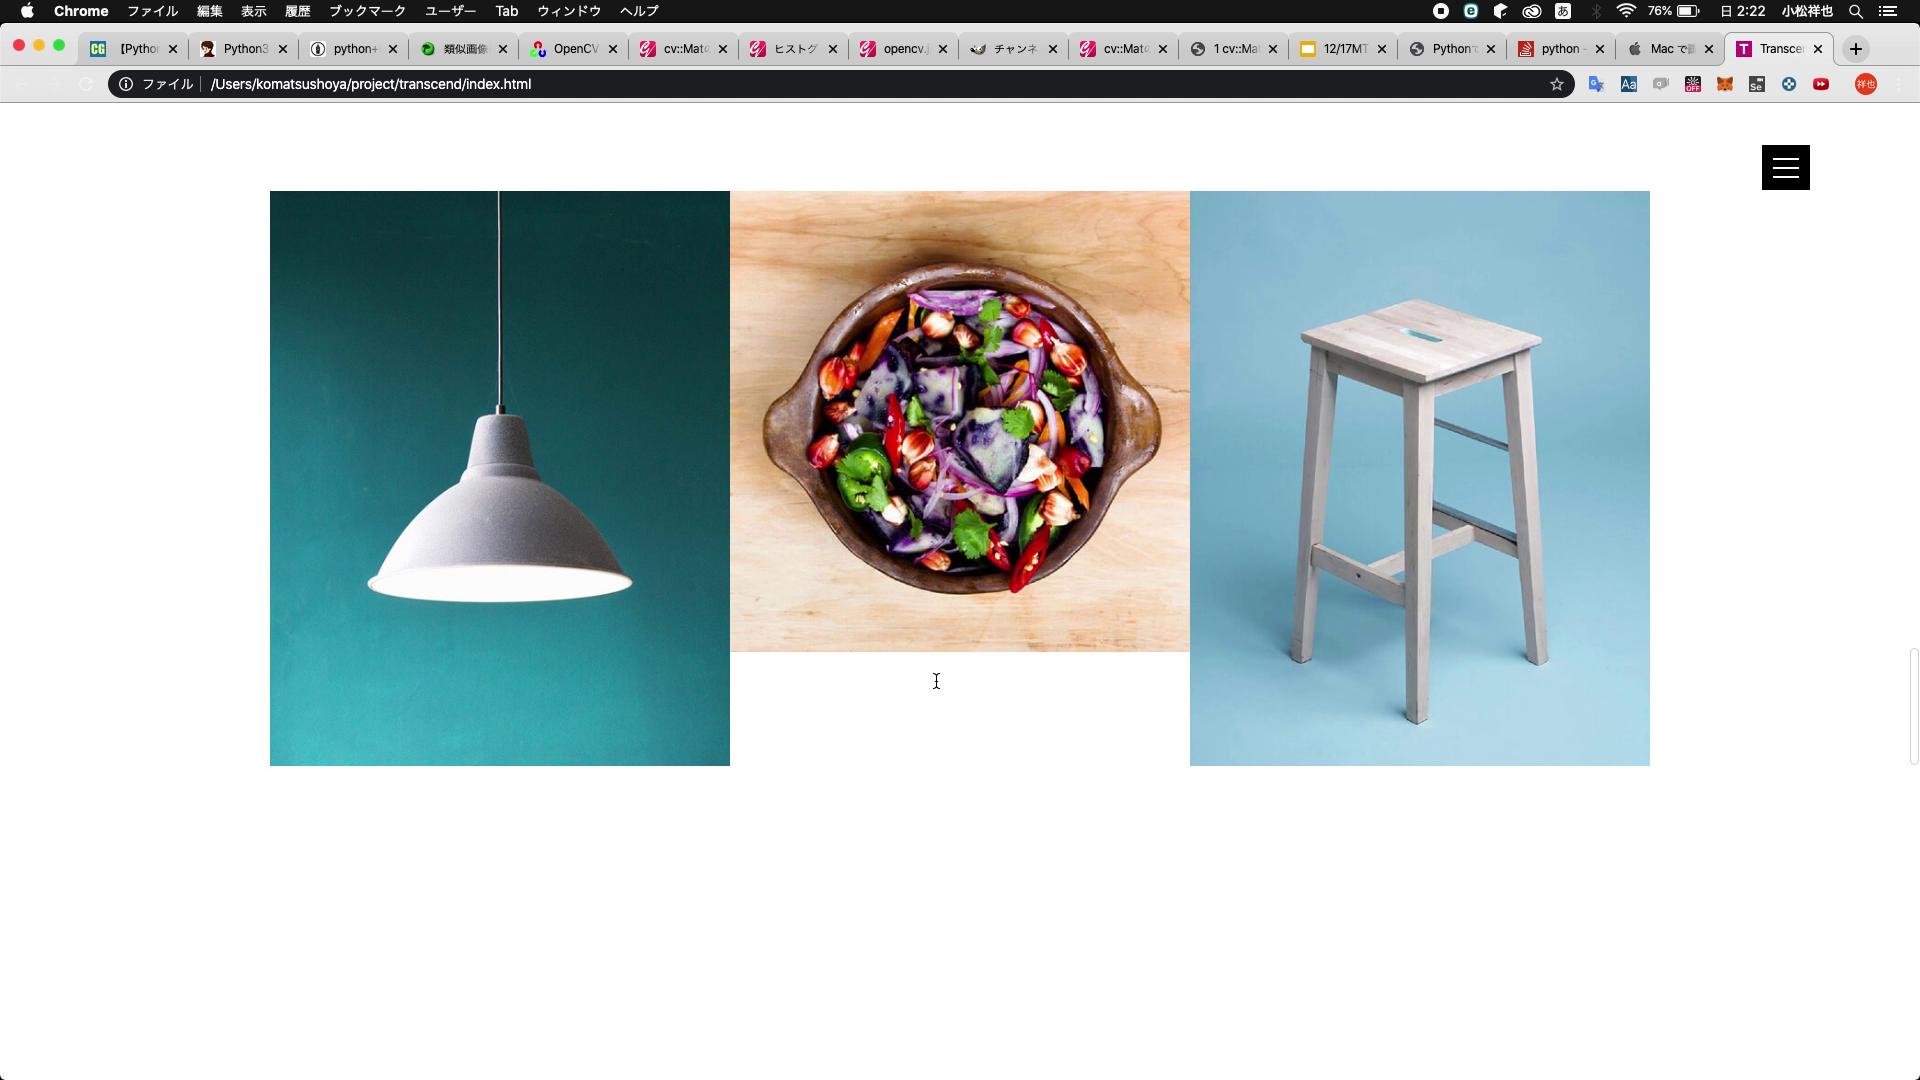 Chrome ファイル 編集 表示 履歴 ブックマーク ユーザー Tab ウィンドウ ヘルプ 76% 日 2:22 小松祥也
【Pytho Python3 python+ 類似画像 OpenCV cv::Mat ヒストグ opencv. チャンネ cv::Mat 1 cv::Ma 12/17MT Python python - Mac で Transce
ファイル /Users/komatsushoya/project/transcend/index.html